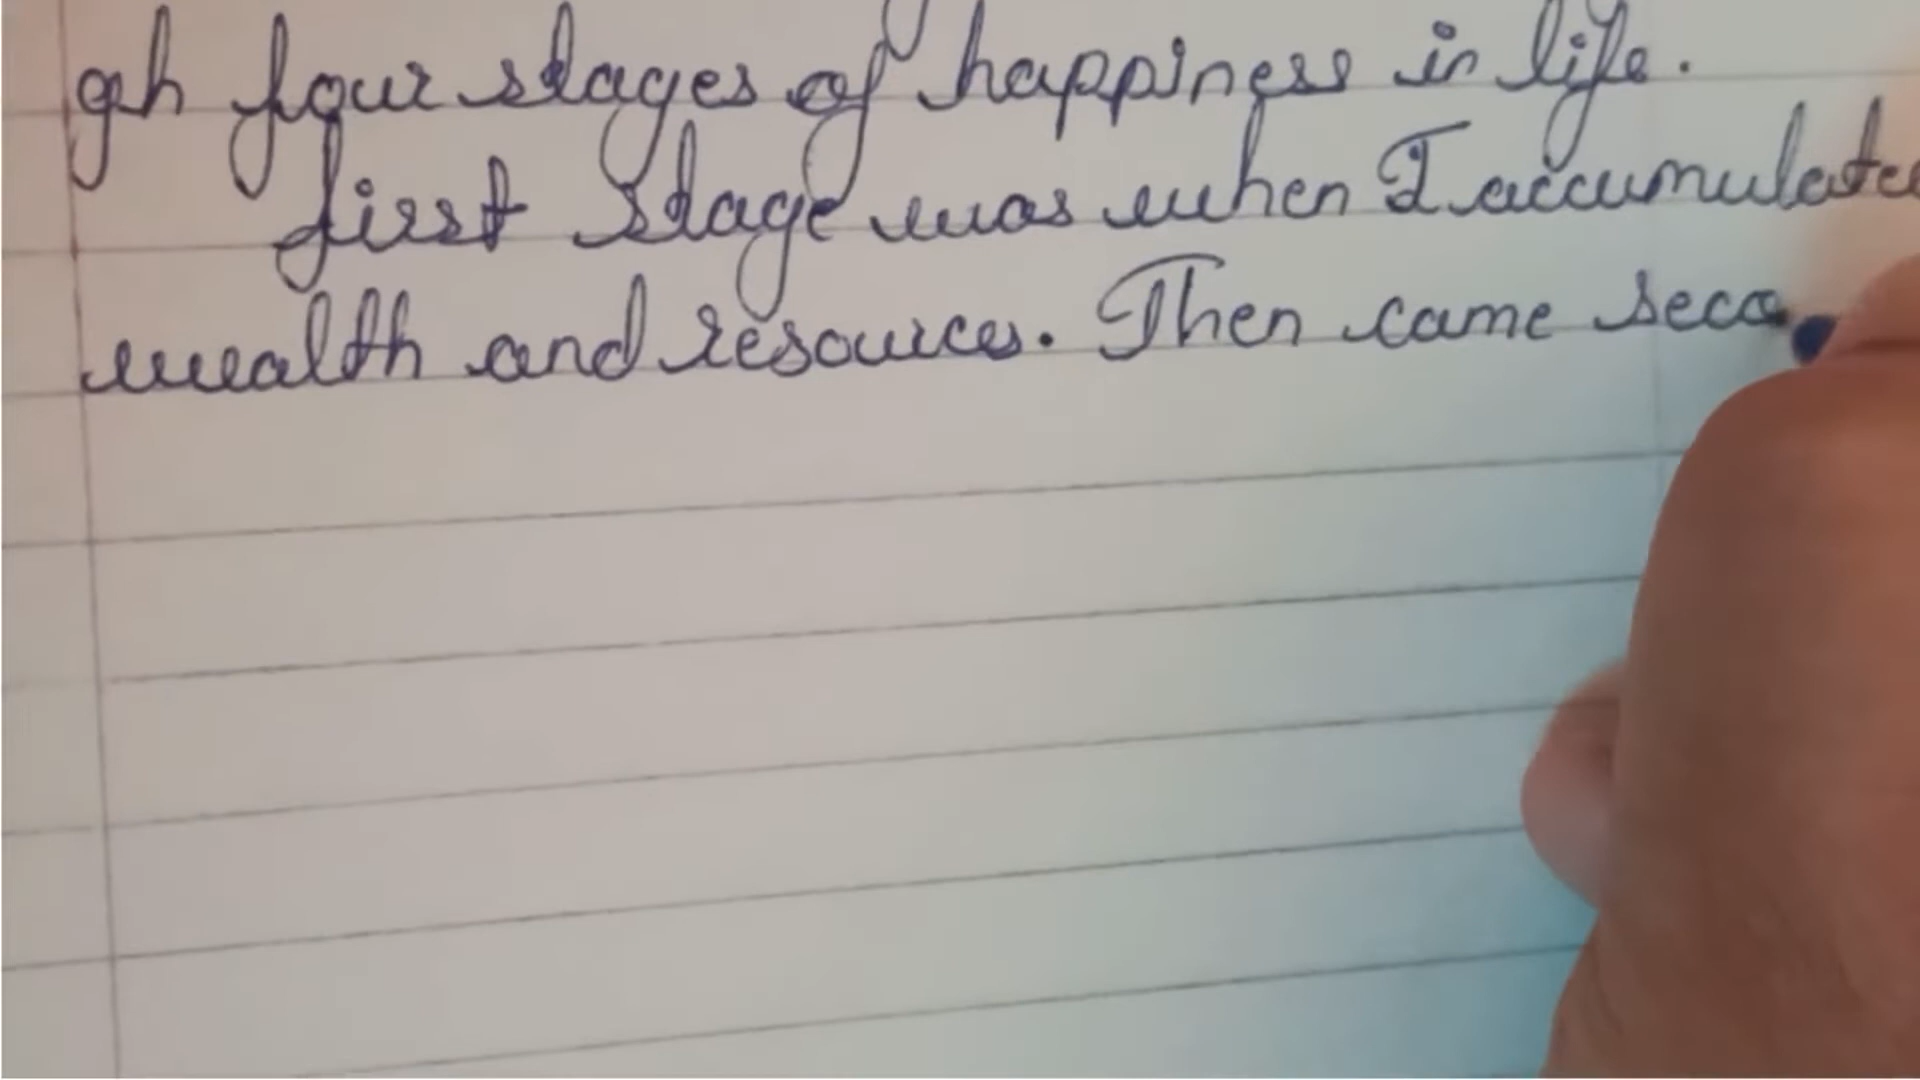 gh four stages of happiness in life.
first stage was when I accumulate
wealth and resources. Then came seco